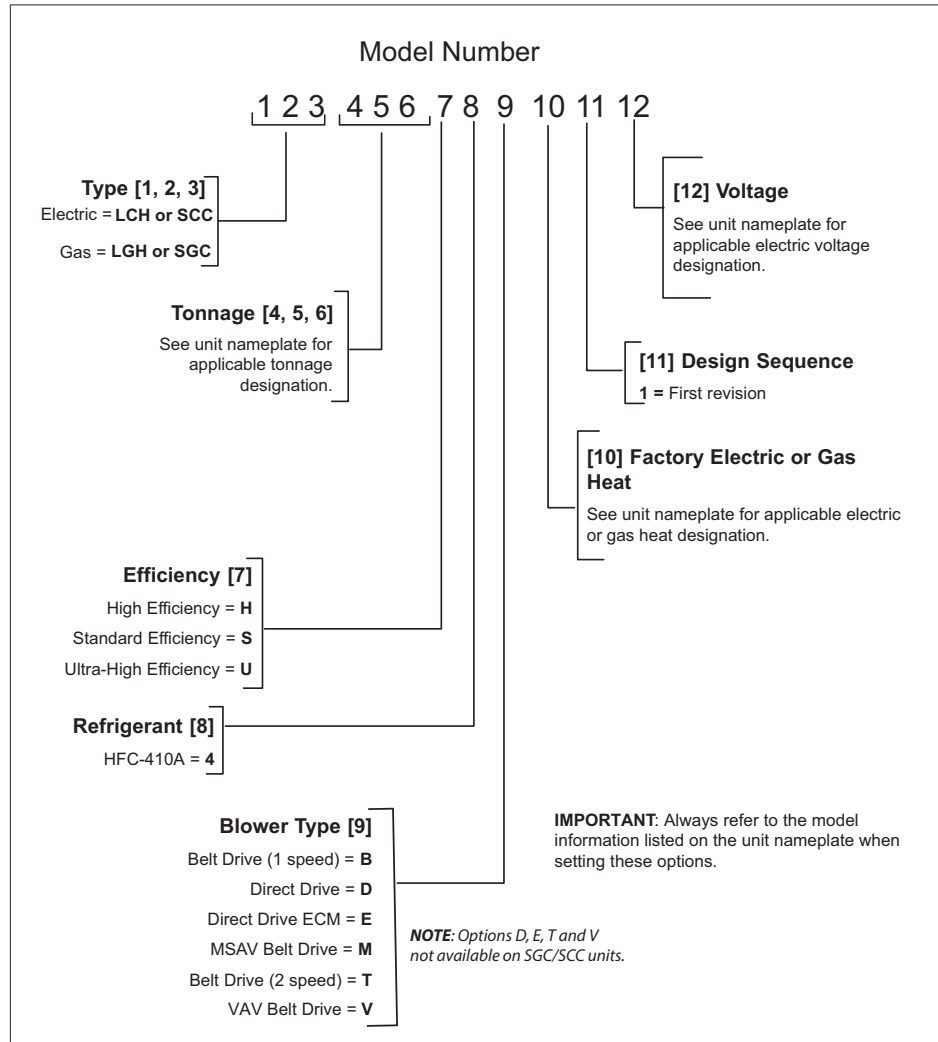 Model Number
1 2 3 4 5 6 7 8 9 10 11 12
Type [1, 2, 3]
Electric = LCH or SCC
Gas = LGH or SGC
[12] Voltage
See unit nameplate for
applicable electric voltage
designation.
Tonnage [4, 5, 6]
See unit nameplate for
applicable tonnage
designation.
[11] Design Sequence
1 = First revision
[10] Factory Electric or Gas
Heat
See unit nameplate for applicable electric
or gas heat designation.
Efficiency [7]
High Efficiency = H
Standard Efficiency = S
Ultra-High Efficiency = U
Refrigerant [8]
HFC-410A = 4
Blower Type [9]
Belt Drive (1 speed) = B
Direct Drive = D
Direct Drive ECM = E
MSAV Belt Drive = M
Belt Drive (2 speed) = T
VAV Belt Drive = V
IMPORTANT: Always refer to the model
information listed on the unit nameplate when
setting these options.
NOTE: Options D, E, T and V
not available on SGC/SCC units.